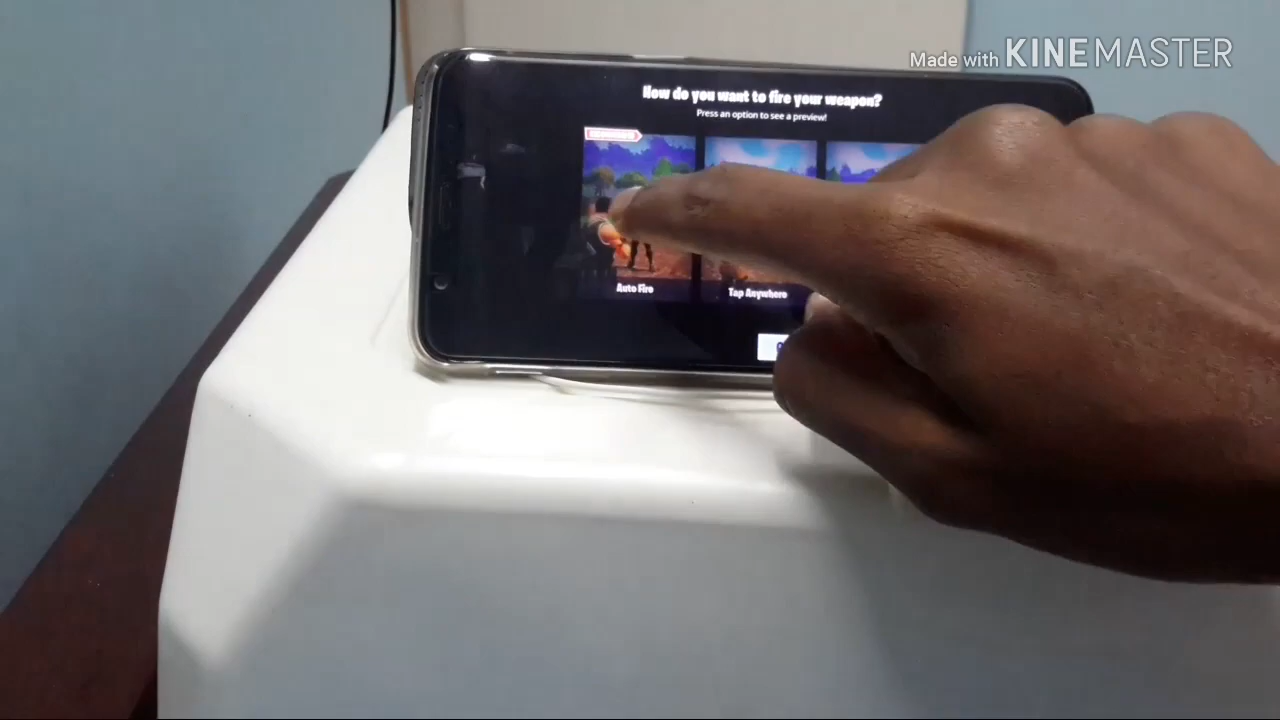 Made with KINEMASTER
How do you want to fire your weapon?
Press an option to see a preview!
Auto Fire
Tap Anywhere